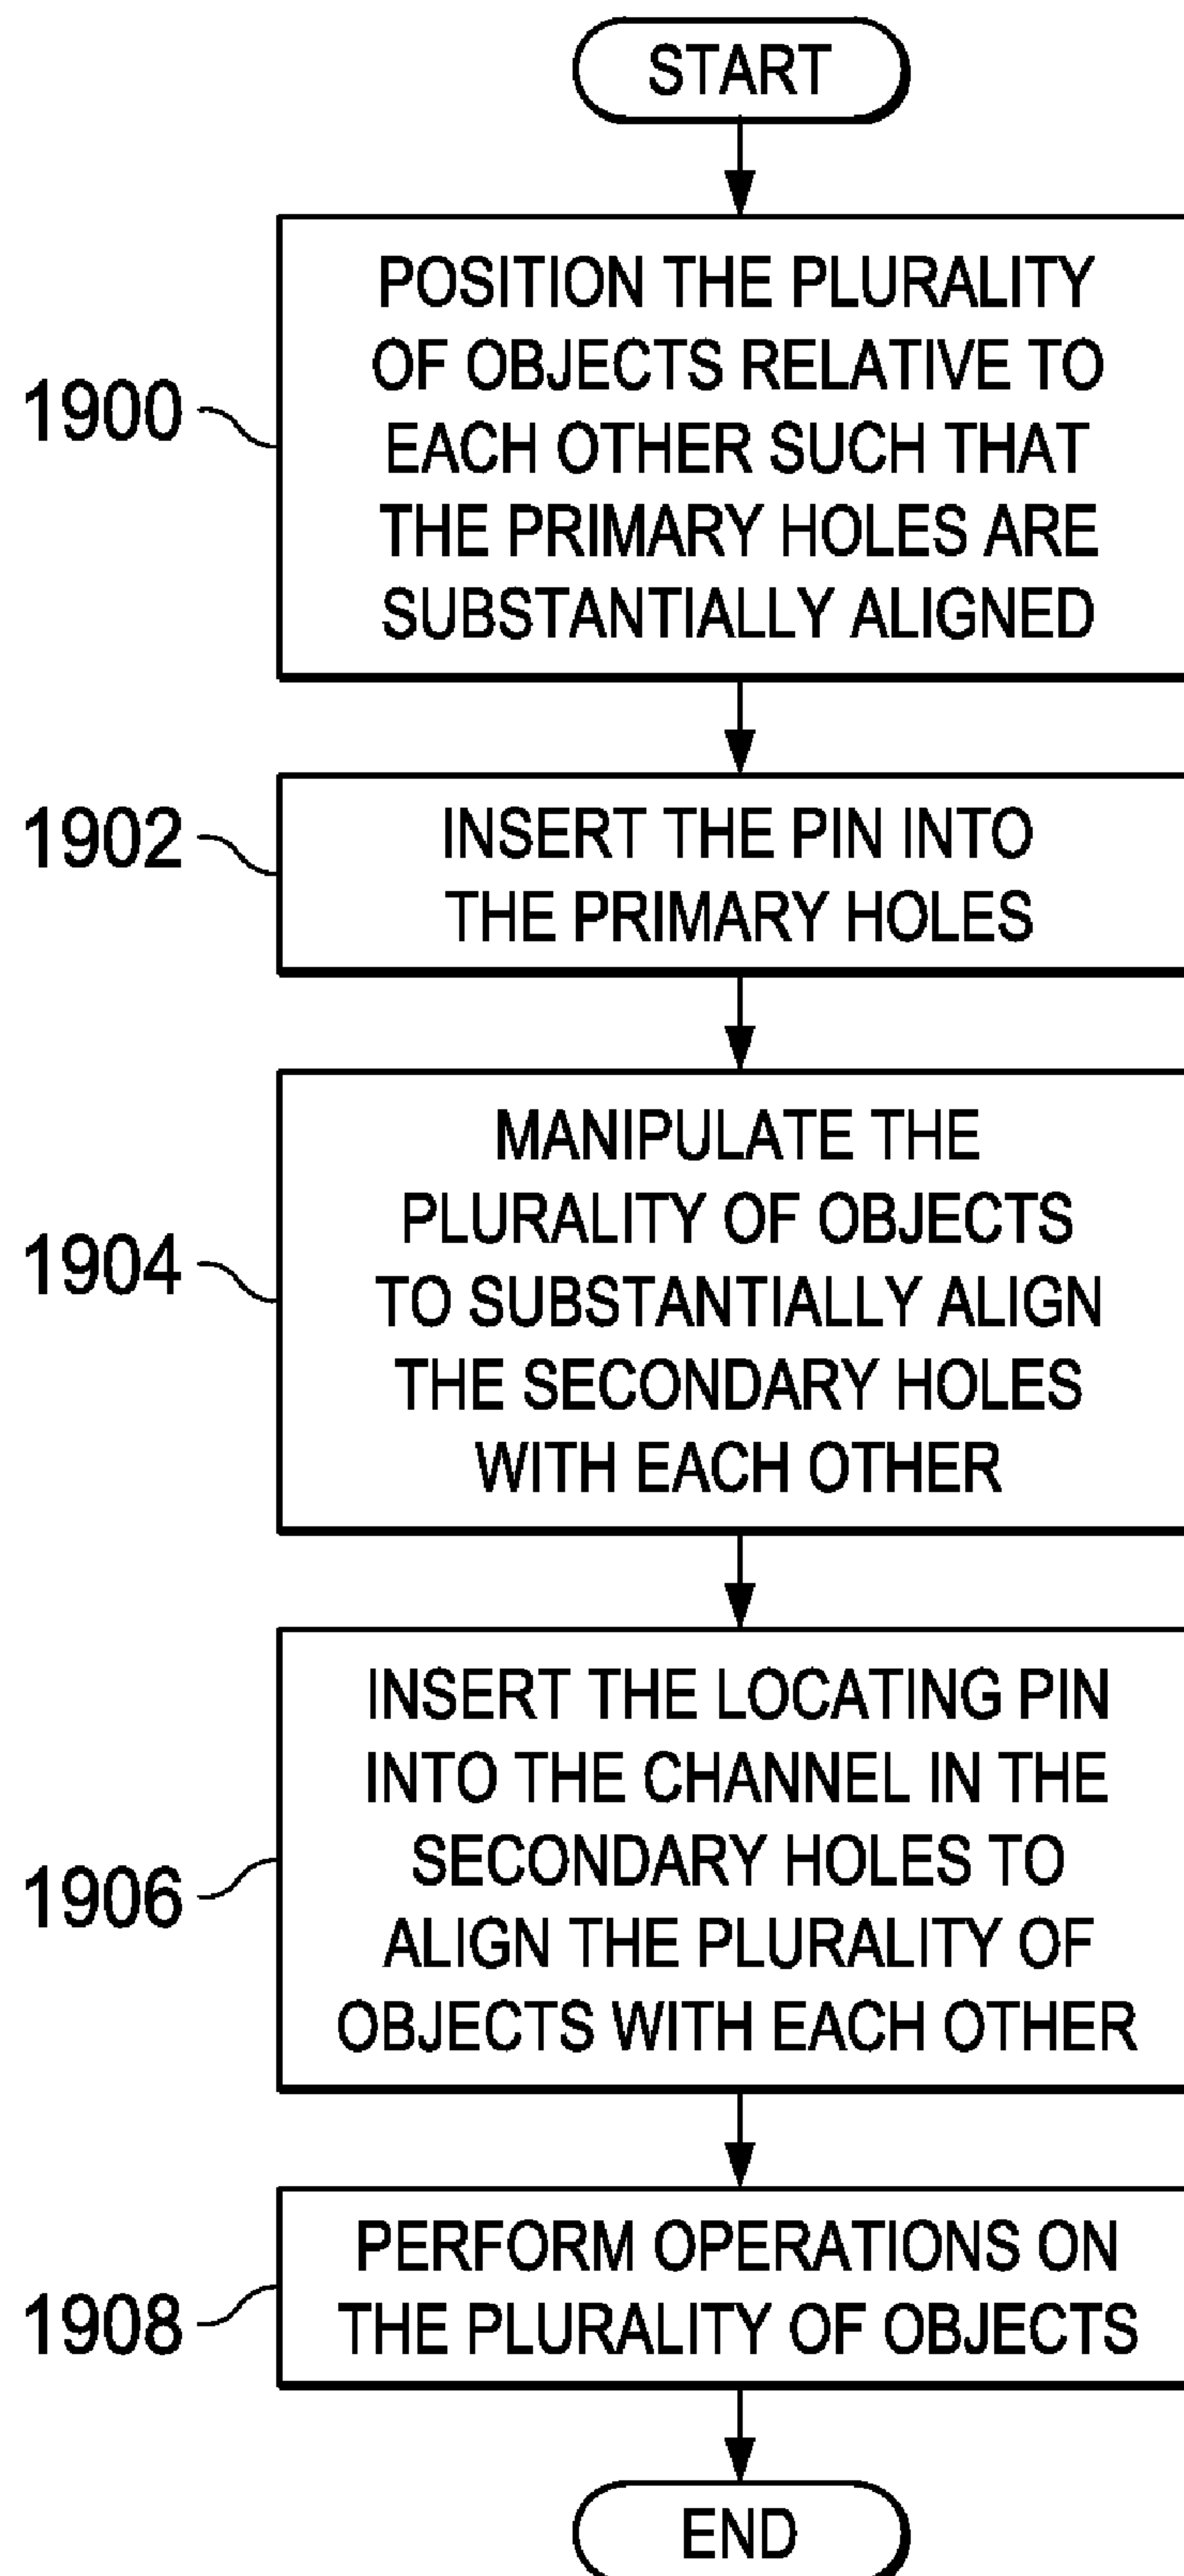 START
1900
POSITION THE PLURALITY
OF OBJECTS RELATIVE TO
EACH OTHER SUCH THAT
THE PRIMARY HOLES ARE
SUBSTANTIALLY ALIGNED
1902
INSERT THE PIN INTO
THE PRIMARY HOLES
1904
MANIPULATE THE
PLURALITY OF OBJECTS
TO SUBSTANTIALLY ALIGN
THE SECONDARY HOLES
WITH EACH OTHER
1906
INSERT THE LOCATING PIN
INTO THE CHANNEL IN THE
SECONDARY HOLES TO
ALIGN THE PLURALITY OF
OBJECTS WITH EACH OTHER
1908
PERFORM OPERATIONS ON
THE PLURALITY OF OBJECTS
END